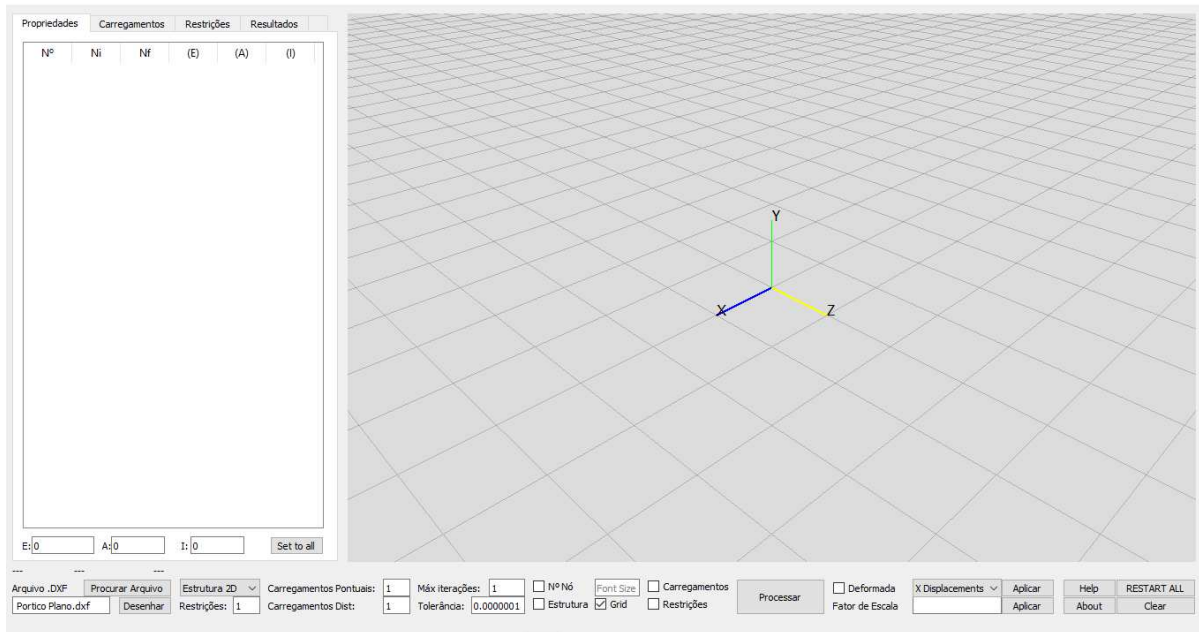 Propriedades Carregamentos Restrições Resultados
Nº Ni Nf (E) (A) (I)
Y
X Z
E: 0 A: 0 I: 0 Set to all
--- --- ---
Arquivo .DXF Procurar Arquivo Estrutura 2D Carregamentos Pontuais: 1 Máx iterações: 1 Nº Nó Font Size Carregamentos Processar Deformada X Displacements Aplicar Help RESTART ALL
Portico Plano.dxf Desenhar Restrições: 1 Carregamentos Dist: 1 Tolerância: 0.0000001 Estrutura Grid Restrições Fator de Escala Aplicar About Clear